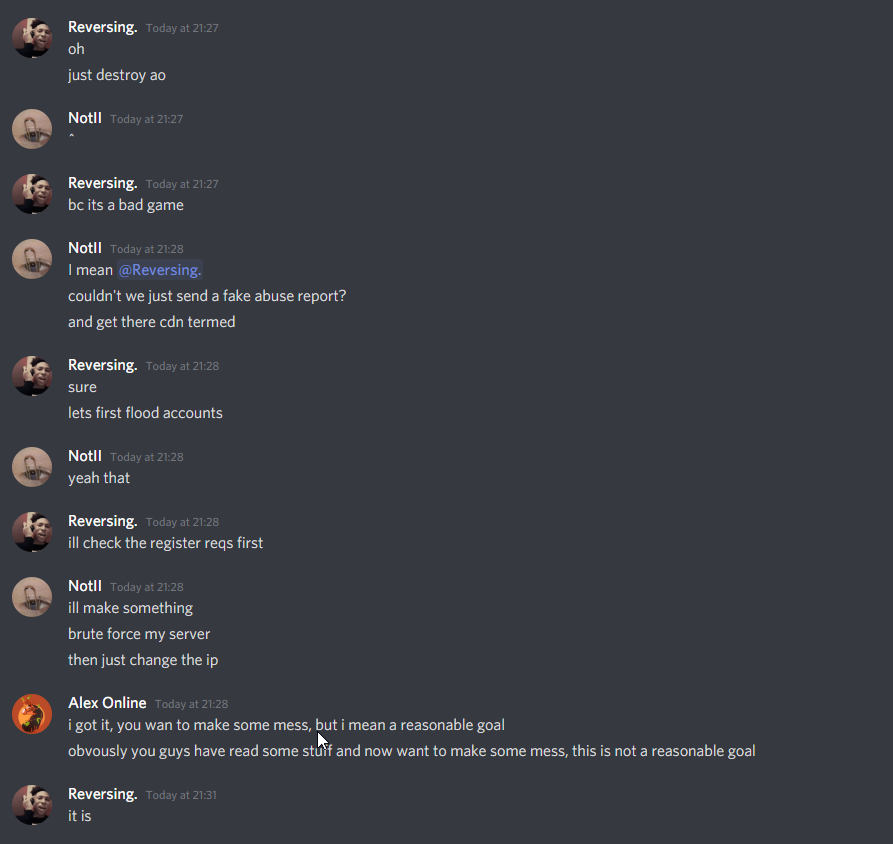 Reversing. Today at 21:27
oh
just destroy ao
NotII Today at 21:27
^
Reversing. Today at 21:27
bc its a bad game
NotII Today at 21:28
I mean @Reversing.
couldn't we just send a fake abuse report?
and get there cdn termed
Reversing. Today at 21:28
sure
lets first flood accounts
NotII Today at 21:28
yeah that
Reversing. Today at 21:28
ill check the register reqs first
NotII Today at 21:28
ill make something
brute force my server
then just change the ip
Alex Online Today at 21:28
i got it, you wan to make some mess, but i mean a reasonable goal
obvously you guys have read some stuff and now want to make some mess, this is not a reasonable goal
Reversing. Today at 21:31
it is